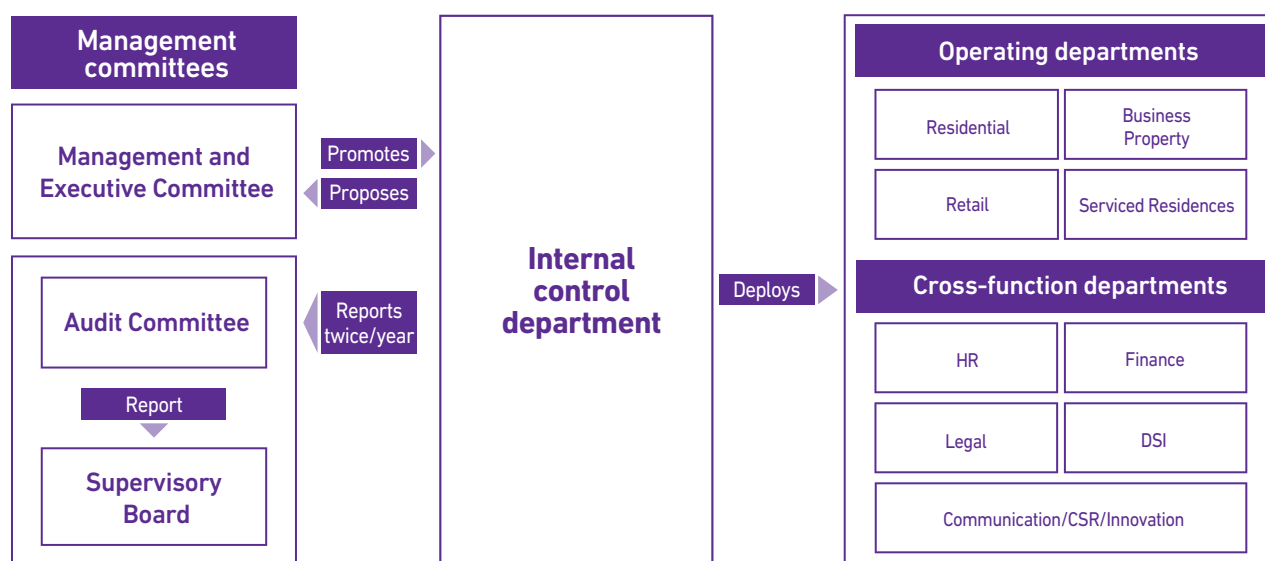 Management
committees
Management and
Executive Committee
Promotes
Proposes
Audit Committee
Reports
twice/year
Report
Supervisory
Board
Internal
control
department
Deploys
Operating departments
Residential
Business
Property
Retail
Serviced Residences
Cross-function departments
HR
Finance
Legal
DSI
Communication/CSR/Innovation